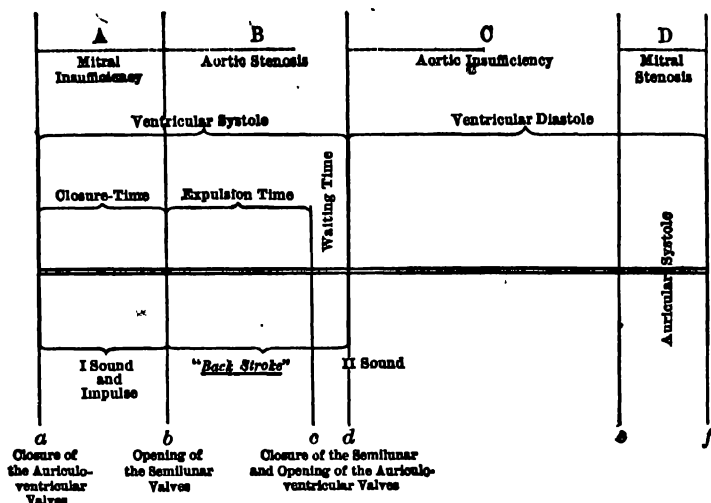 A B C D
Mitral
Insufficiency
Aortic Stenosis
Aortic Insufficiency
Mitral
Stenosis
Ventricular Systole
Ventricular Diastole
Closure-Time
Expulsion Time
Waiting Time
Auricular Systole
I Sound
and
Impulse
"Back Stroke"
II Sound
a b c d e f
Closure of
the Auriculo-
ventricular
Valves
Opening of
the Semilunar
Valves
Closure of the Semilunar
and Opening of the Auriculo-
ventricular Valves